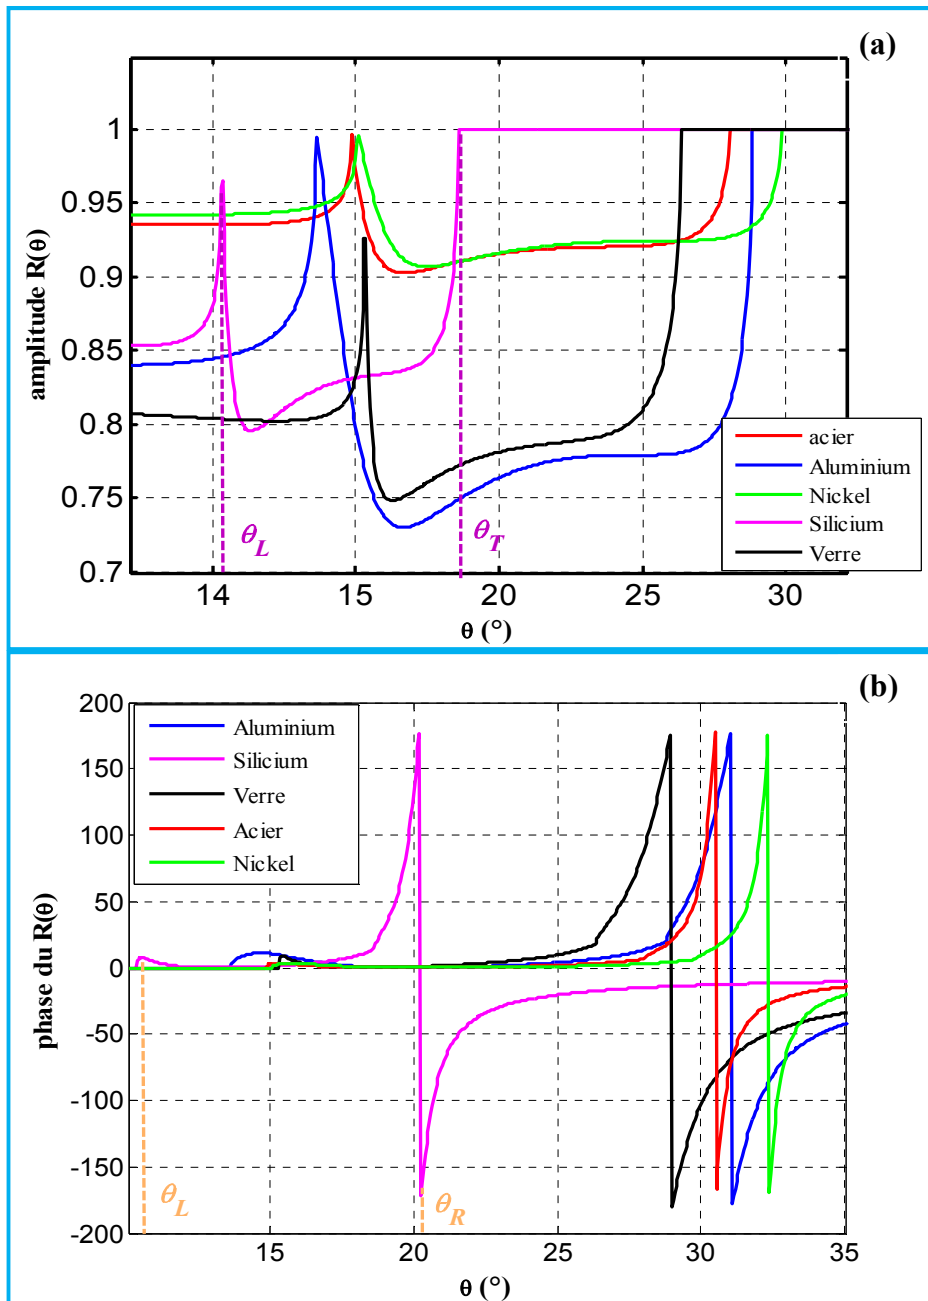 (a)
amplitude R(θ)
1
0.95
0.9
0.85
0.8
0.75
0.7
14
15
20
25
30
θ (°)
θL
θT
acier
Aluminium
Nickel
Silicium
Verre
(b)
phase du R(θ)
200
150
100
50
0
-50
-100
-150
-200
15
20
25
30
35
θ (°)
Aluminium
Silicium
Verre
Acier
Nickel
θL
θR